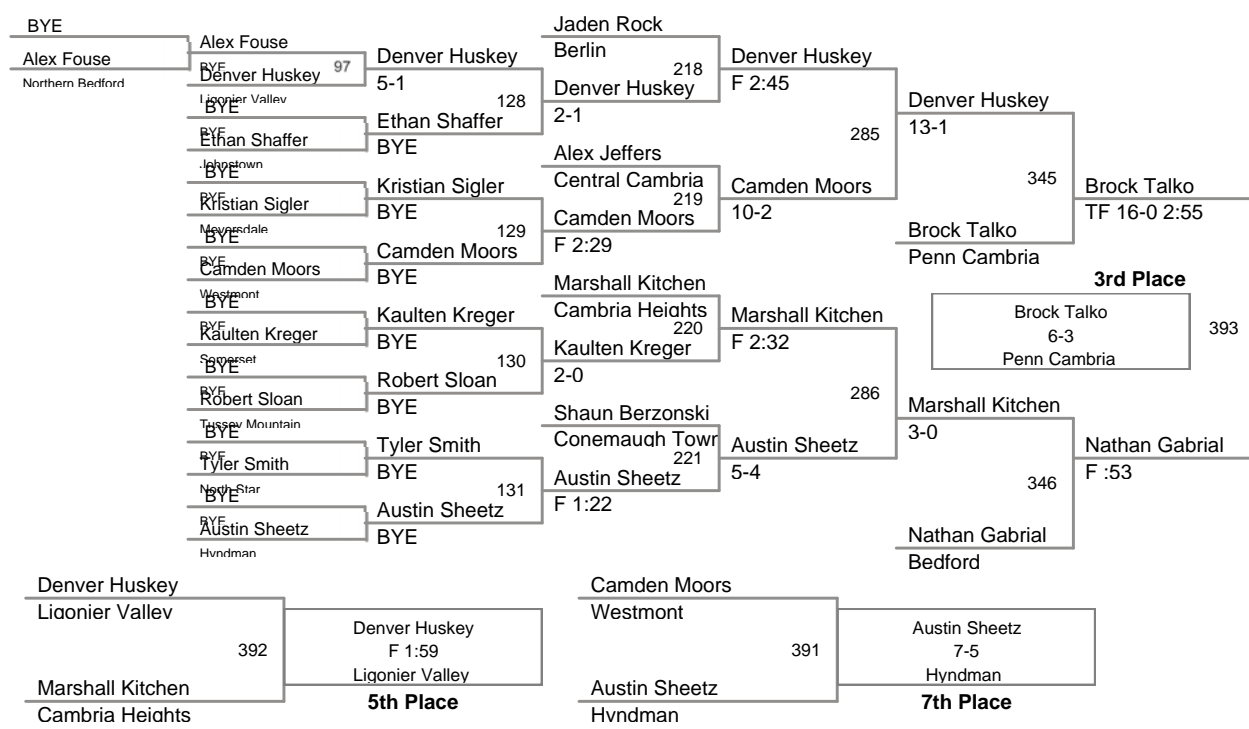 BYE
Alex Fouse
Northern Bedford
Alex Fouse
BYE
Denver Huskey
97
Ligonier Valley
BYE
BYE
Ethan Shaffer
Johnstown
BYE
BYE
Kristian Sigler
Meyersdale
BYE
BYE
Camden Moors
Westmont
BYE
BYE
Kaulten Kreger
Somerset
BYE
BYE
Robert Sloan
Tussey Mountain
BYE
BYE
Tyler Smith
North Star
BYE
BYE
Austin Sheetz
Hyndman
Denver Huskey
5-1
128
Ethan Shaffer
BYE
Kristian Sigler
BYE
129
Camden Moors
BYE
Kaulten Kreger
BYE
130
Robert Sloan
BYE
Tyler Smith
BYE
131
Austin Sheetz
BYE
Jaden Rock
Berlin
218
Denver Huskey
2-1
Alex Jeffers
Central Cambria
219
Camden Moors
F 2:29
Marshall Kitchen
Cambria Heights
220
Kaulten Kreger
2-0
Shaun Berzonski
Conemaugh Town
221
Austin Sheetz
F 1:22
Denver Huskey
F 2:45
285
Camden Moors
10-2
Marshall Kitchen
F 2:32
286
Austin Sheetz
5-4
Denver Huskey
13-1
345
Brock Talko
Penn Cambria
Marshall Kitchen
3-0
346
Nathan Gabrial
Bedford
Brock Talko
TF 16-0 2:55
3rd Place
Brock Talko
6-3
Penn Cambria
393
Nathan Gabrial
F :53
Denver Huskey
Ligonier Valley
392
Marshall Kitchen
Cambria Heights
Denver Huskey
F 1:59
Ligonier Valley
5th Place
Camden Moors
Westmont
391
Austin Sheetz
Hyndman
Austin Sheetz
7-5
Hyndman
7th Place